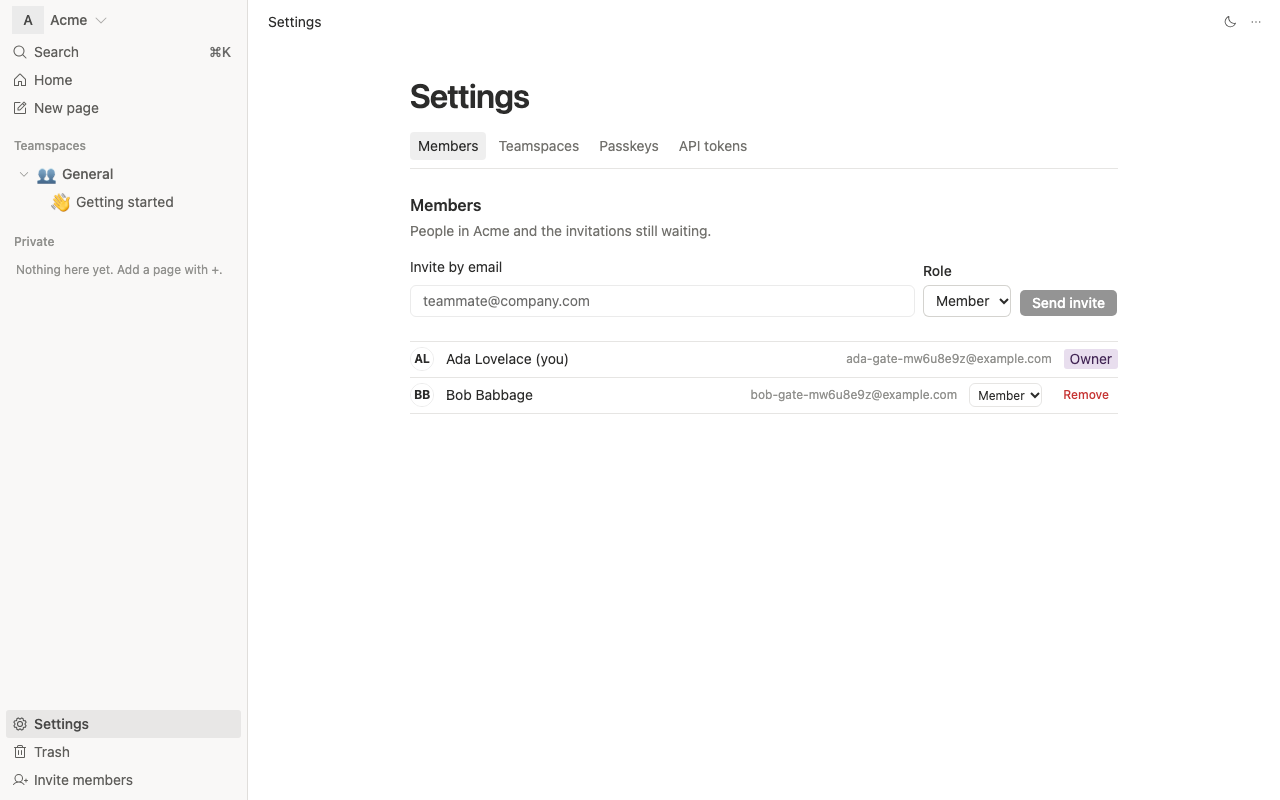 A Acme
Search ⌘K
Home
New page
Teamspaces
General
Getting started
Private
Nothing here yet. Add a page with +.
Settings
Trash
Invite members
Settings
Settings
Members Teamspaces Passkeys API tokens
Members
People in Acme and the invitations still waiting.
Invite by email
Role
teammate@company.com Member Send invite
AL Ada Lovelace (you) ada-gate-mw6u8e9z@example.com Owner
BB Bob Babbage bob-gate-mw6u8e9z@example.com Member Remove